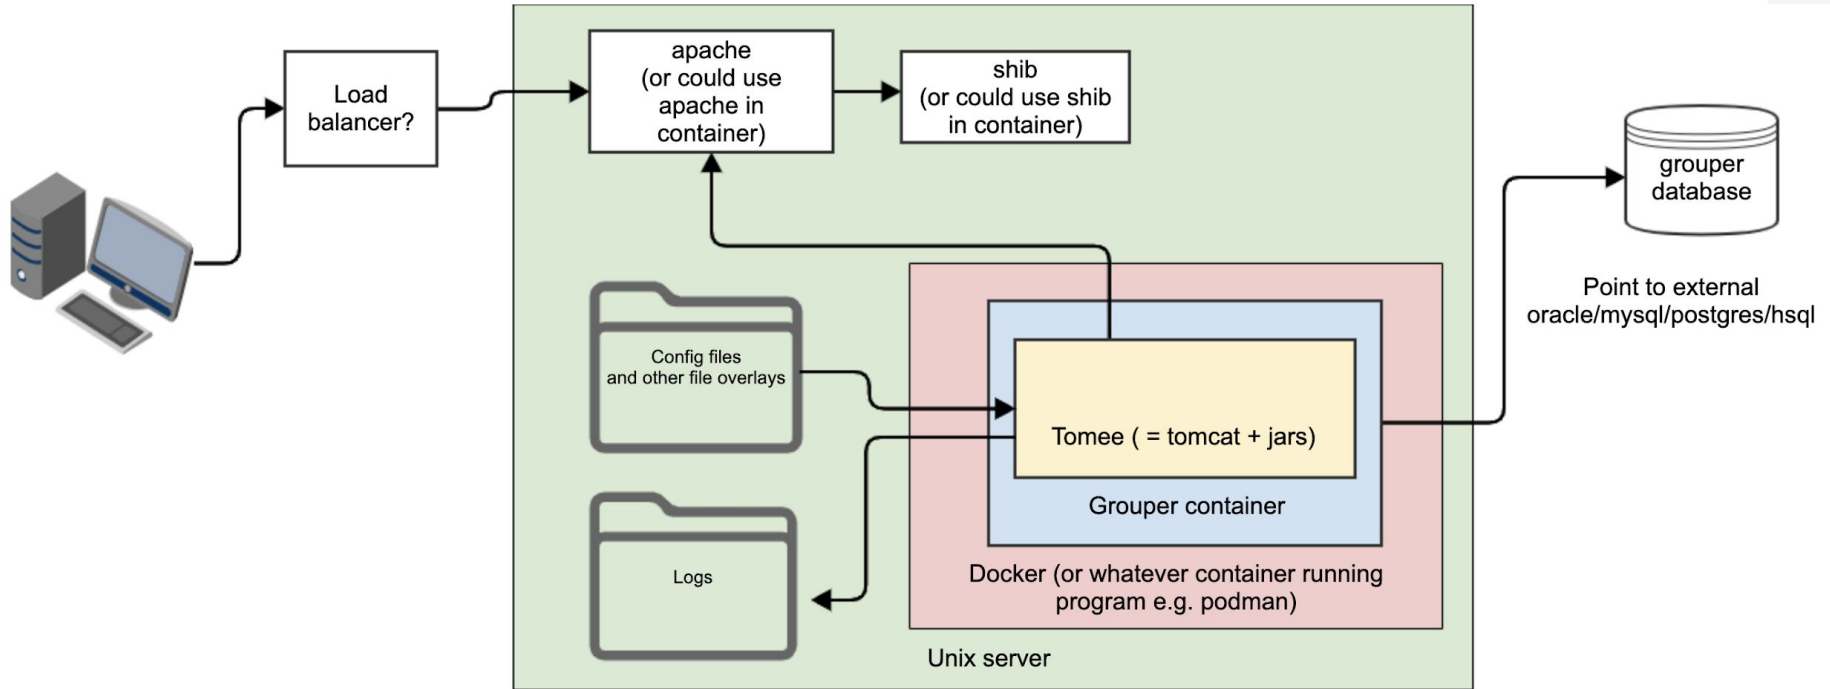 Load
balancer?
apache
(or could use
apache in
container)
shib
(or could use shib
in container)
grouper
database
Point to external
oracle/mysql/postgres/hsql
Config files
and other file overlays
Tomee ( = tomcat + jars)
Grouper container
Logs
Docker (or whatever container running
program e.g. podman)
Unix server